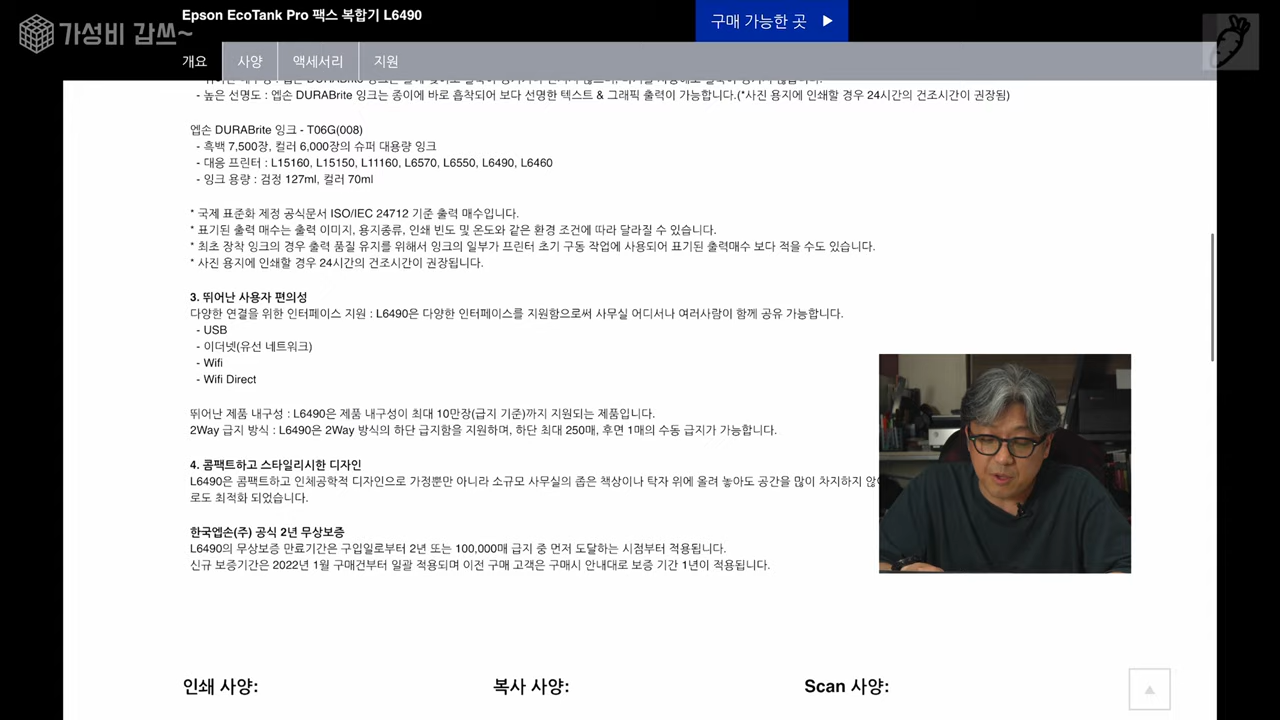 Epson EcoTank Pro 팩스 복합기 L6490
구매 가능한 곳
가성비 감쓰~
개요
사양
액세서리
지원
- 높은 선명도 : 엡손 DURABrite 잉크는 종이에 바로 흡착되어 보다 선명한 텍스트 & 그래픽 출력이 가능합니다.(*사진 용지에 인쇄할 경우 24시간의 건조시간이 권장됨)
엡손 DURABrite 잉크 - T06G(008)
- 흑백 7,500장, 컬러 6,000장의 슈퍼 대용량 잉크
- 대응 프린터 : L15160, L15150, L11160, L6570, L6550, L6490, L6460
- 잉크 용량 : 검정 127ml, 컬러 70ml
* 국제 표준화 제정 공식문서 ISO/IEC 24712 기준 출력 매수입니다.
* 표기된 출력 매수는 출력 이미지, 용지종류, 인쇄 빈도 및 온도와 같은 환경 조건에 따라 달라질 수 있습니다.
* 최초 장착 잉크의 경우 출력 품질 유지를 위해서 잉크의 일부가 프린터 초기 구동 작업에 사용되어 표기된 출력매수 보다 적을 수도 있습니다.
* 사진 용지에 인쇄할 경우 24시간의 건조시간이 권장됩니다.
3. 뛰어난 사용자 편의성
다양한 연결을 위한 인터페이스 지원 : L6490은 다양한 인터페이스를 지원함으로써 사무실 어디서나 여러사람이 함께 공유 가능합니다.
- USB
- 이더넷(유선 네트워크)
- Wifi
- Wifi Direct
뛰어난 제품 내구성 : L6490은 제품 내구성이 최대 10만장(급지 기준)까지 지원되는 제품입니다.
2Way 급지 방식 : L6490은 2Way 방식의 하단 급지함을 지원하며, 하단 최대 250매, 후면 1매의 수동 급지가 가능합니다.
4. 콤팩트하고 스타일리시한 디자인
L6490은 콤팩트하고 인체공학적 디자인으로 가정뿐만 아니라 소규모 사무실의 좁은 책상이나 탁자 위에 올려 놓아도 공간을 많이 차지하지
로도 최적화 되었습니다.
한국엡손(주) 공식 2년 무상보증
L6490의 무상보증 만료기간은 구입일로부터 2년 또는 100,000매 급지 중 먼저 도달하는 시점부터 적용됩니다.
신규 보증기간은 2022년 1월 구매건부터 일괄 적용되며 이전 구매 고객은 구매시 안내대로 보증 기간 1년이 적용됩니다.
인쇄 사양:
복사 사양:
Scan 사양: